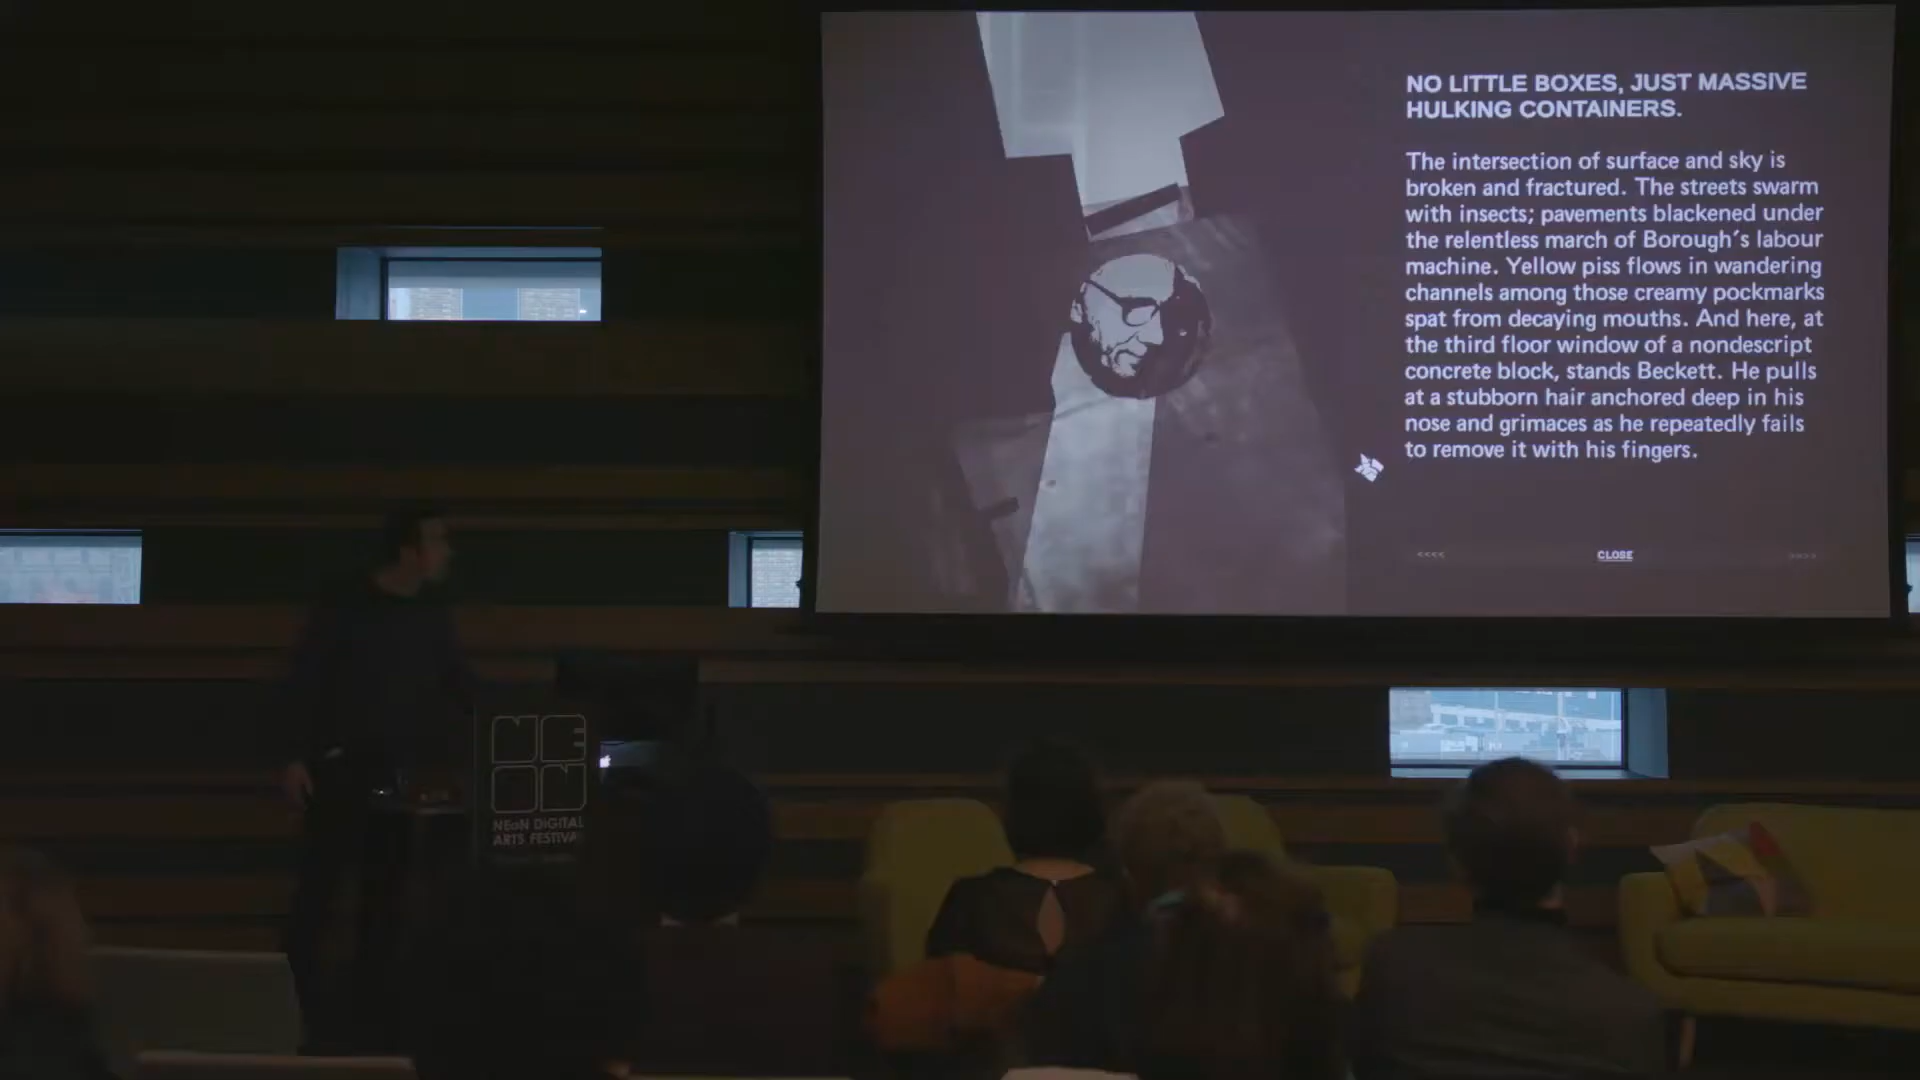 NO LITTLE BOXES, JUST MASSIVE
HULKING CONTAINERS.
The intersection of surface and sky is
broken and fractured. The streets swarm
with insects; pavements blackened under
the relentless march of Borough's labour
machine. Yellow piss flows in wandering
channels among those creamy pockmarks
spat from decaying mouths. And here, at
the third floor window of a nondescript
concrete block, stands Beckett. He pulls
at a stubborn hair anchored deep in his
nose and grimaces as he repeatedly fails
to remove it with his fingers.
<<<< CLOSE >>>>
NE
ON
NEoN DIGITAL
ARTS FESTIVA